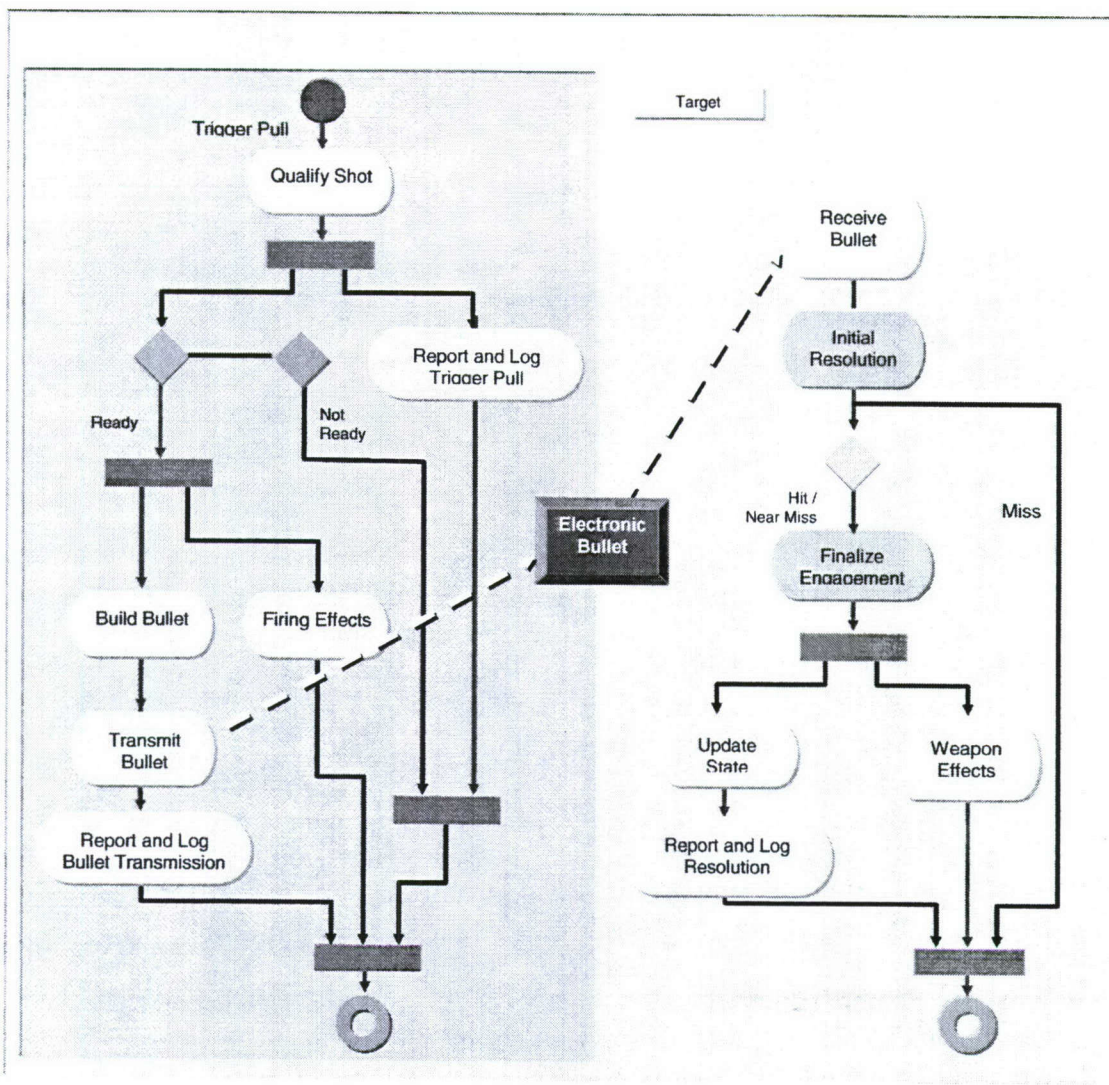 Trigger Pull
Qualify Shot
Report and Log
Trigger Pull
Ready
Not
Ready
Build Bullet
Firing Effects
Transmit
Bullet
Report and Log
Bullet Transmission
Electronic
Bullet
Target
Receive
Bullet
Initial
Resolution
Hit /
Near Miss
Miss
Finalize
Engagement
Update
State
Weapon
Effects
Report and Log
Resolution